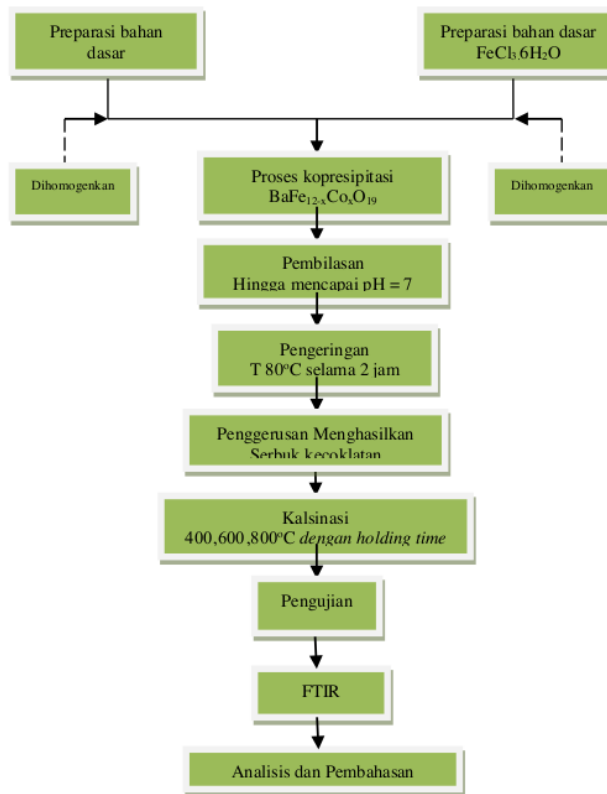 Preparasi bahan
dasar
Preparasi bahan dasar
FeCl₃.6H₂O
Dihomogenkan
Dihomogenkan
Proses kopresipitasi
BaFe₁₂₋ₓCoₓO₁₉
Pembilasan
Hingga mencapai pH = 7
Pengeringan
T 80°C selama 2 jam
Penggerusan Menghasilkan
Serbuk kecoklatan
Kalsinasi
400,600,800°C dengan holding time
Pengujian
FTIR
Analisis dan Pembahasan